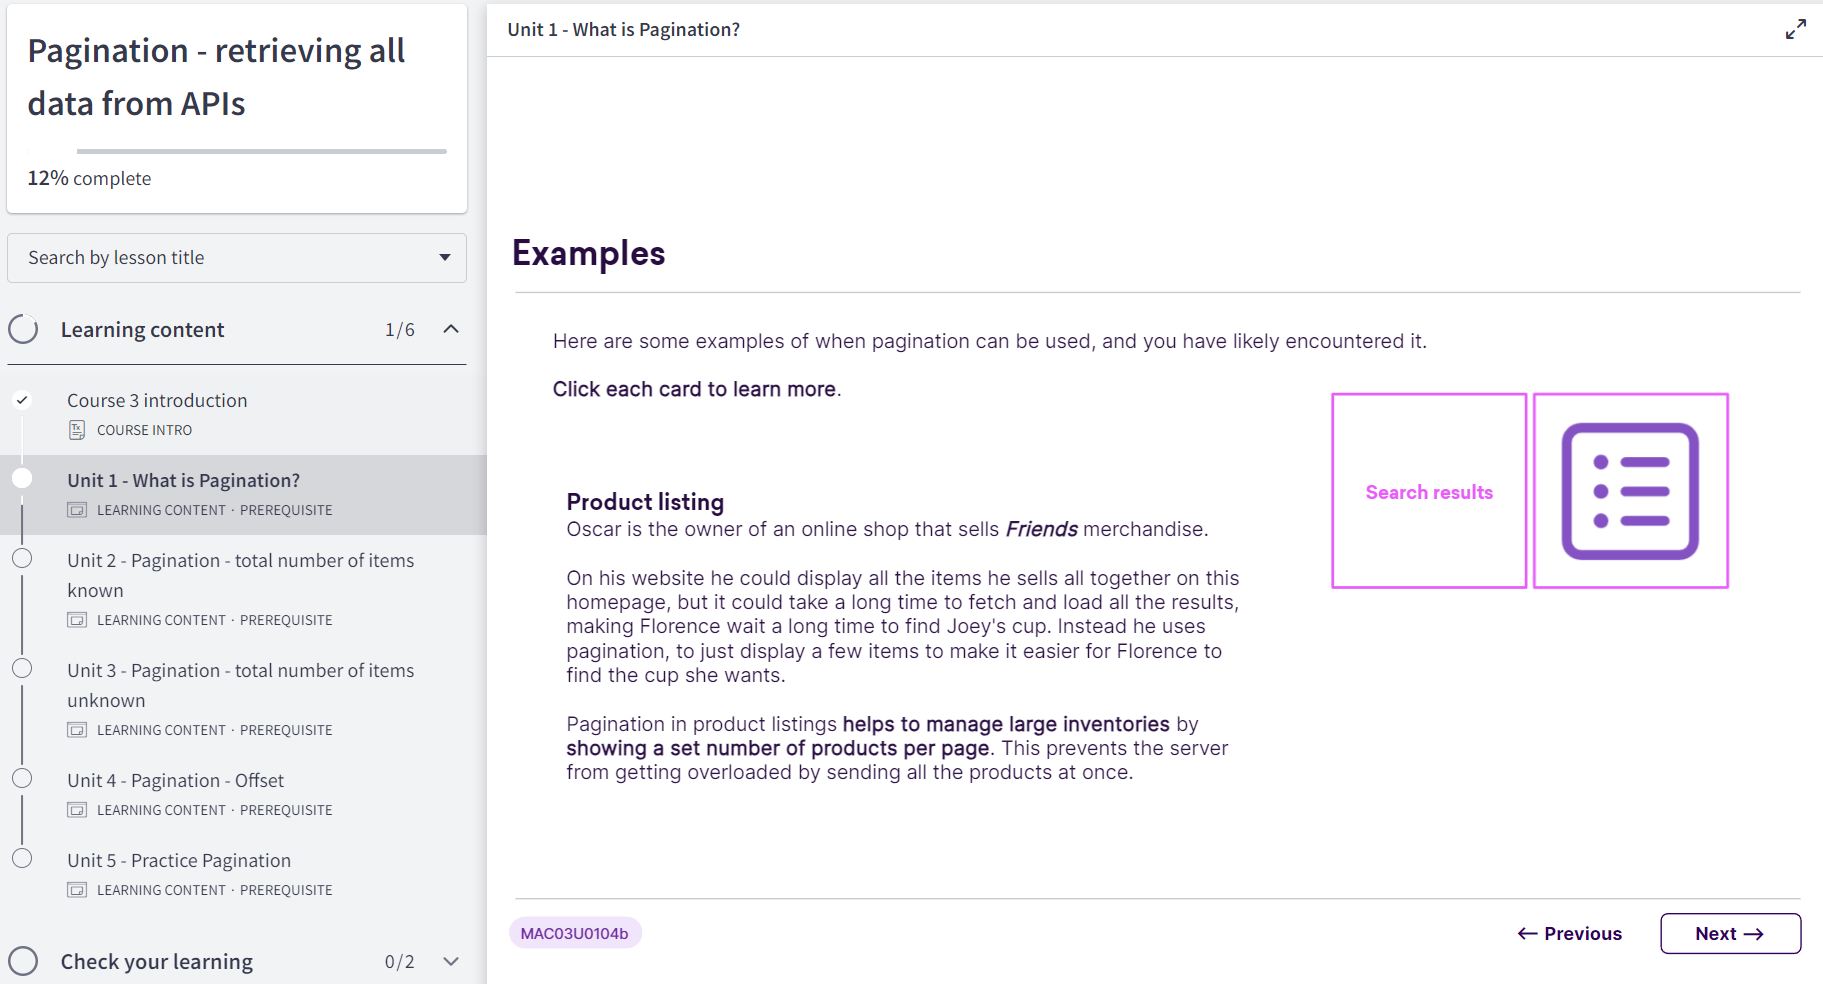 Pagination - retrieving all
data from APIs
12% complete
Search by lesson title
Learning content 1/6
Course 3 introduction
COURSE INTRO
Unit 1 - What is Pagination?
LEARNING CONTENT · PREREQUISITE
Unit 2 - Pagination - total number of items
known
LEARNING CONTENT · PREREQUISITE
Unit 3 - Pagination - total number of items
unknown
LEARNING CONTENT · PREREQUISITE
Unit 4 - Pagination - Offset
LEARNING CONTENT · PREREQUISITE
Unit 5 - Practice Pagination
LEARNING CONTENT · PREREQUISITE
Check your learning 0/2
Unit 1 - What is Pagination?
Examples
Here are some examples of when pagination can be used, and you have likely encountered it.
Click each card to learn more.
Product listing
Oscar is the owner of an online shop that sells Friends merchandise.
On his website he could display all the items he sells all together on this
homepage, but it could take a long time to fetch and load all the results,
making Florence wait a long time to find Joey's cup. Instead he uses
pagination, to just display a few items to make it easier for Florence to
find the cup she wants.
Pagination in product listings helps to manage large inventories by
showing a set number of products per page. This prevents the server
from getting overloaded by sending all the products at once.
Search results
MAC03U0104b
← Previous
Next →